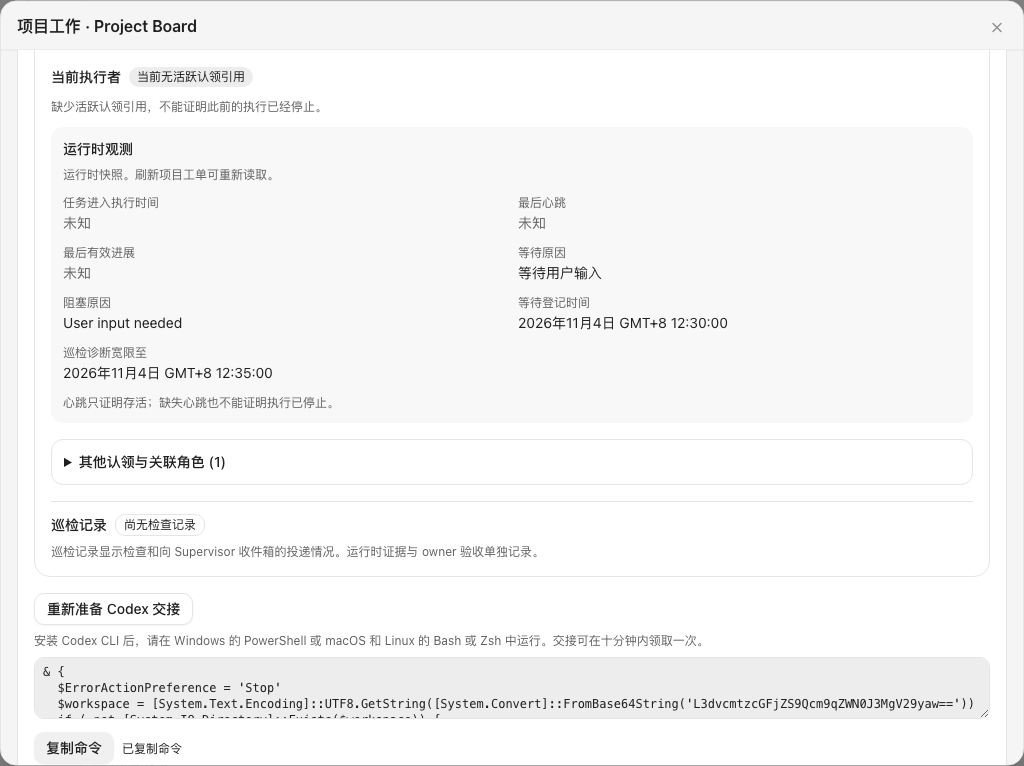 项目工作 · Project Board
当前执行者 当前无活跃认领引用
缺少活跃认领引用，不能证明此前的执行已经停止。
运行时观测
运行时快照。刷新项目工单可重新读取。
任务进入执行时间
未知
最后心跳
未知
最后有效进展
未知
等待原因
等待用户输入
阻塞原因
User input needed
等待登记时间
2026年11月4日 GMT+8 12:30:00
巡检诊断宽限至
2026年11月4日 GMT+8 12:35:00
心跳只证明存活；缺失心跳也不能证明执行已停止。
其他认领与关联角色 (1)
巡检记录 尚无检查记录
巡检记录显示检查和向 Supervisor 收件箱的投递情况。运行时证据与 owner 验收单独记录。
重新准备 Codex 交接
安装 Codex CLI 后，请在 Windows 的 PowerShell 或 macOS 和 Linux 的 Bash 或 Zsh 中运行。交接可在十分钟内领取一次。
& {
$ErrorActionPreference = 'Stop'
$workspace = [System.Text.Encoding]::UTF8.GetString([System.Convert]::FromBase64String('L3dvcmtzcGFjZS9Qcm9qZWN0J3MgV29yaw=='))
复制命令 已复制命令